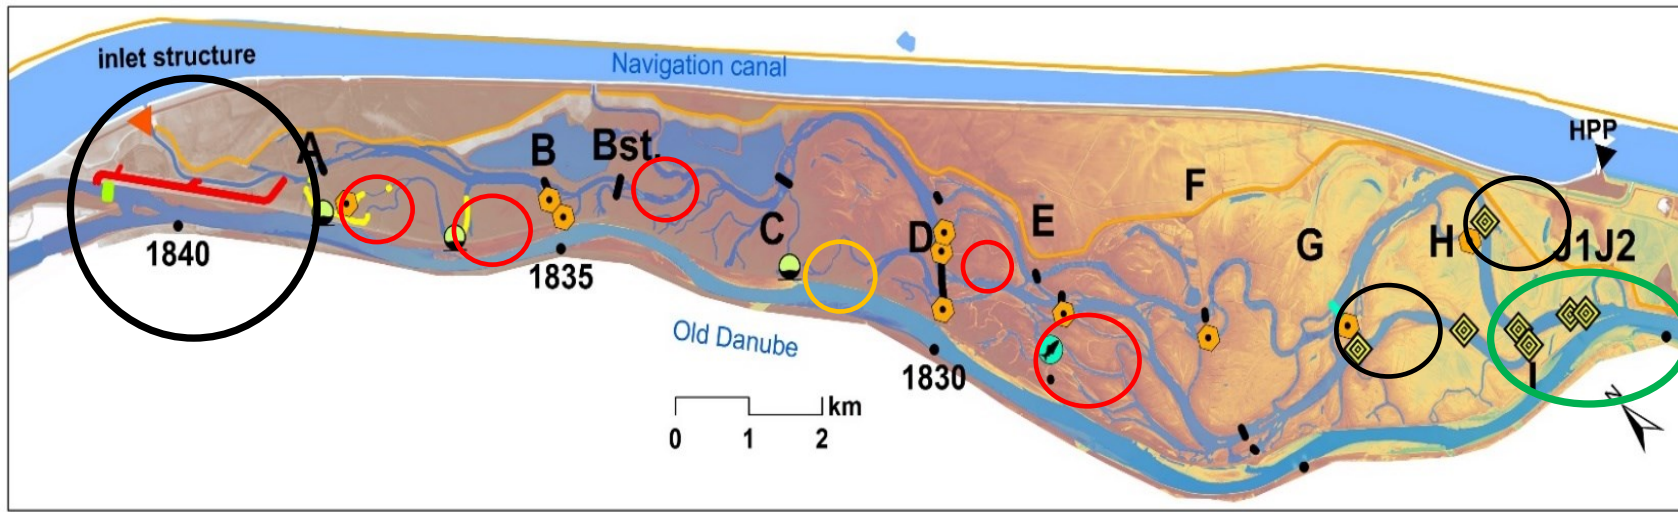 inlet structure
Navigation canal
HPP
A
B
Bst.
C
D
E
F
G
H
J1J2
I
1840
1835
1830
Old Danube
km
0 1 2
N